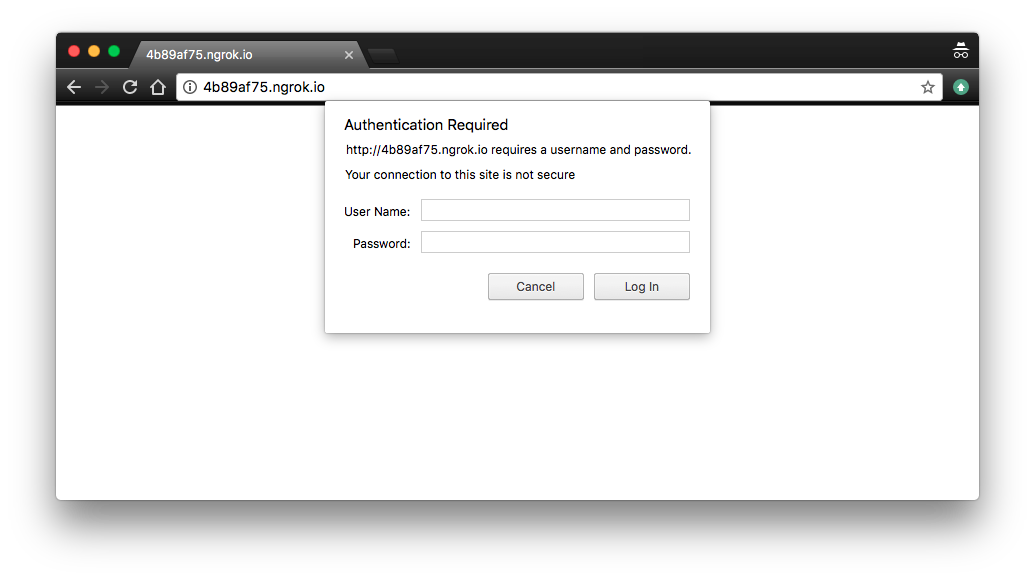 4b89af75.ngrok.io
4b89af75.ngrok.io
Authentication Required
http://4b89af75.ngrok.io requires a username and password.
Your connection to this site is not secure
User Name:
Password:
Cancel Log In